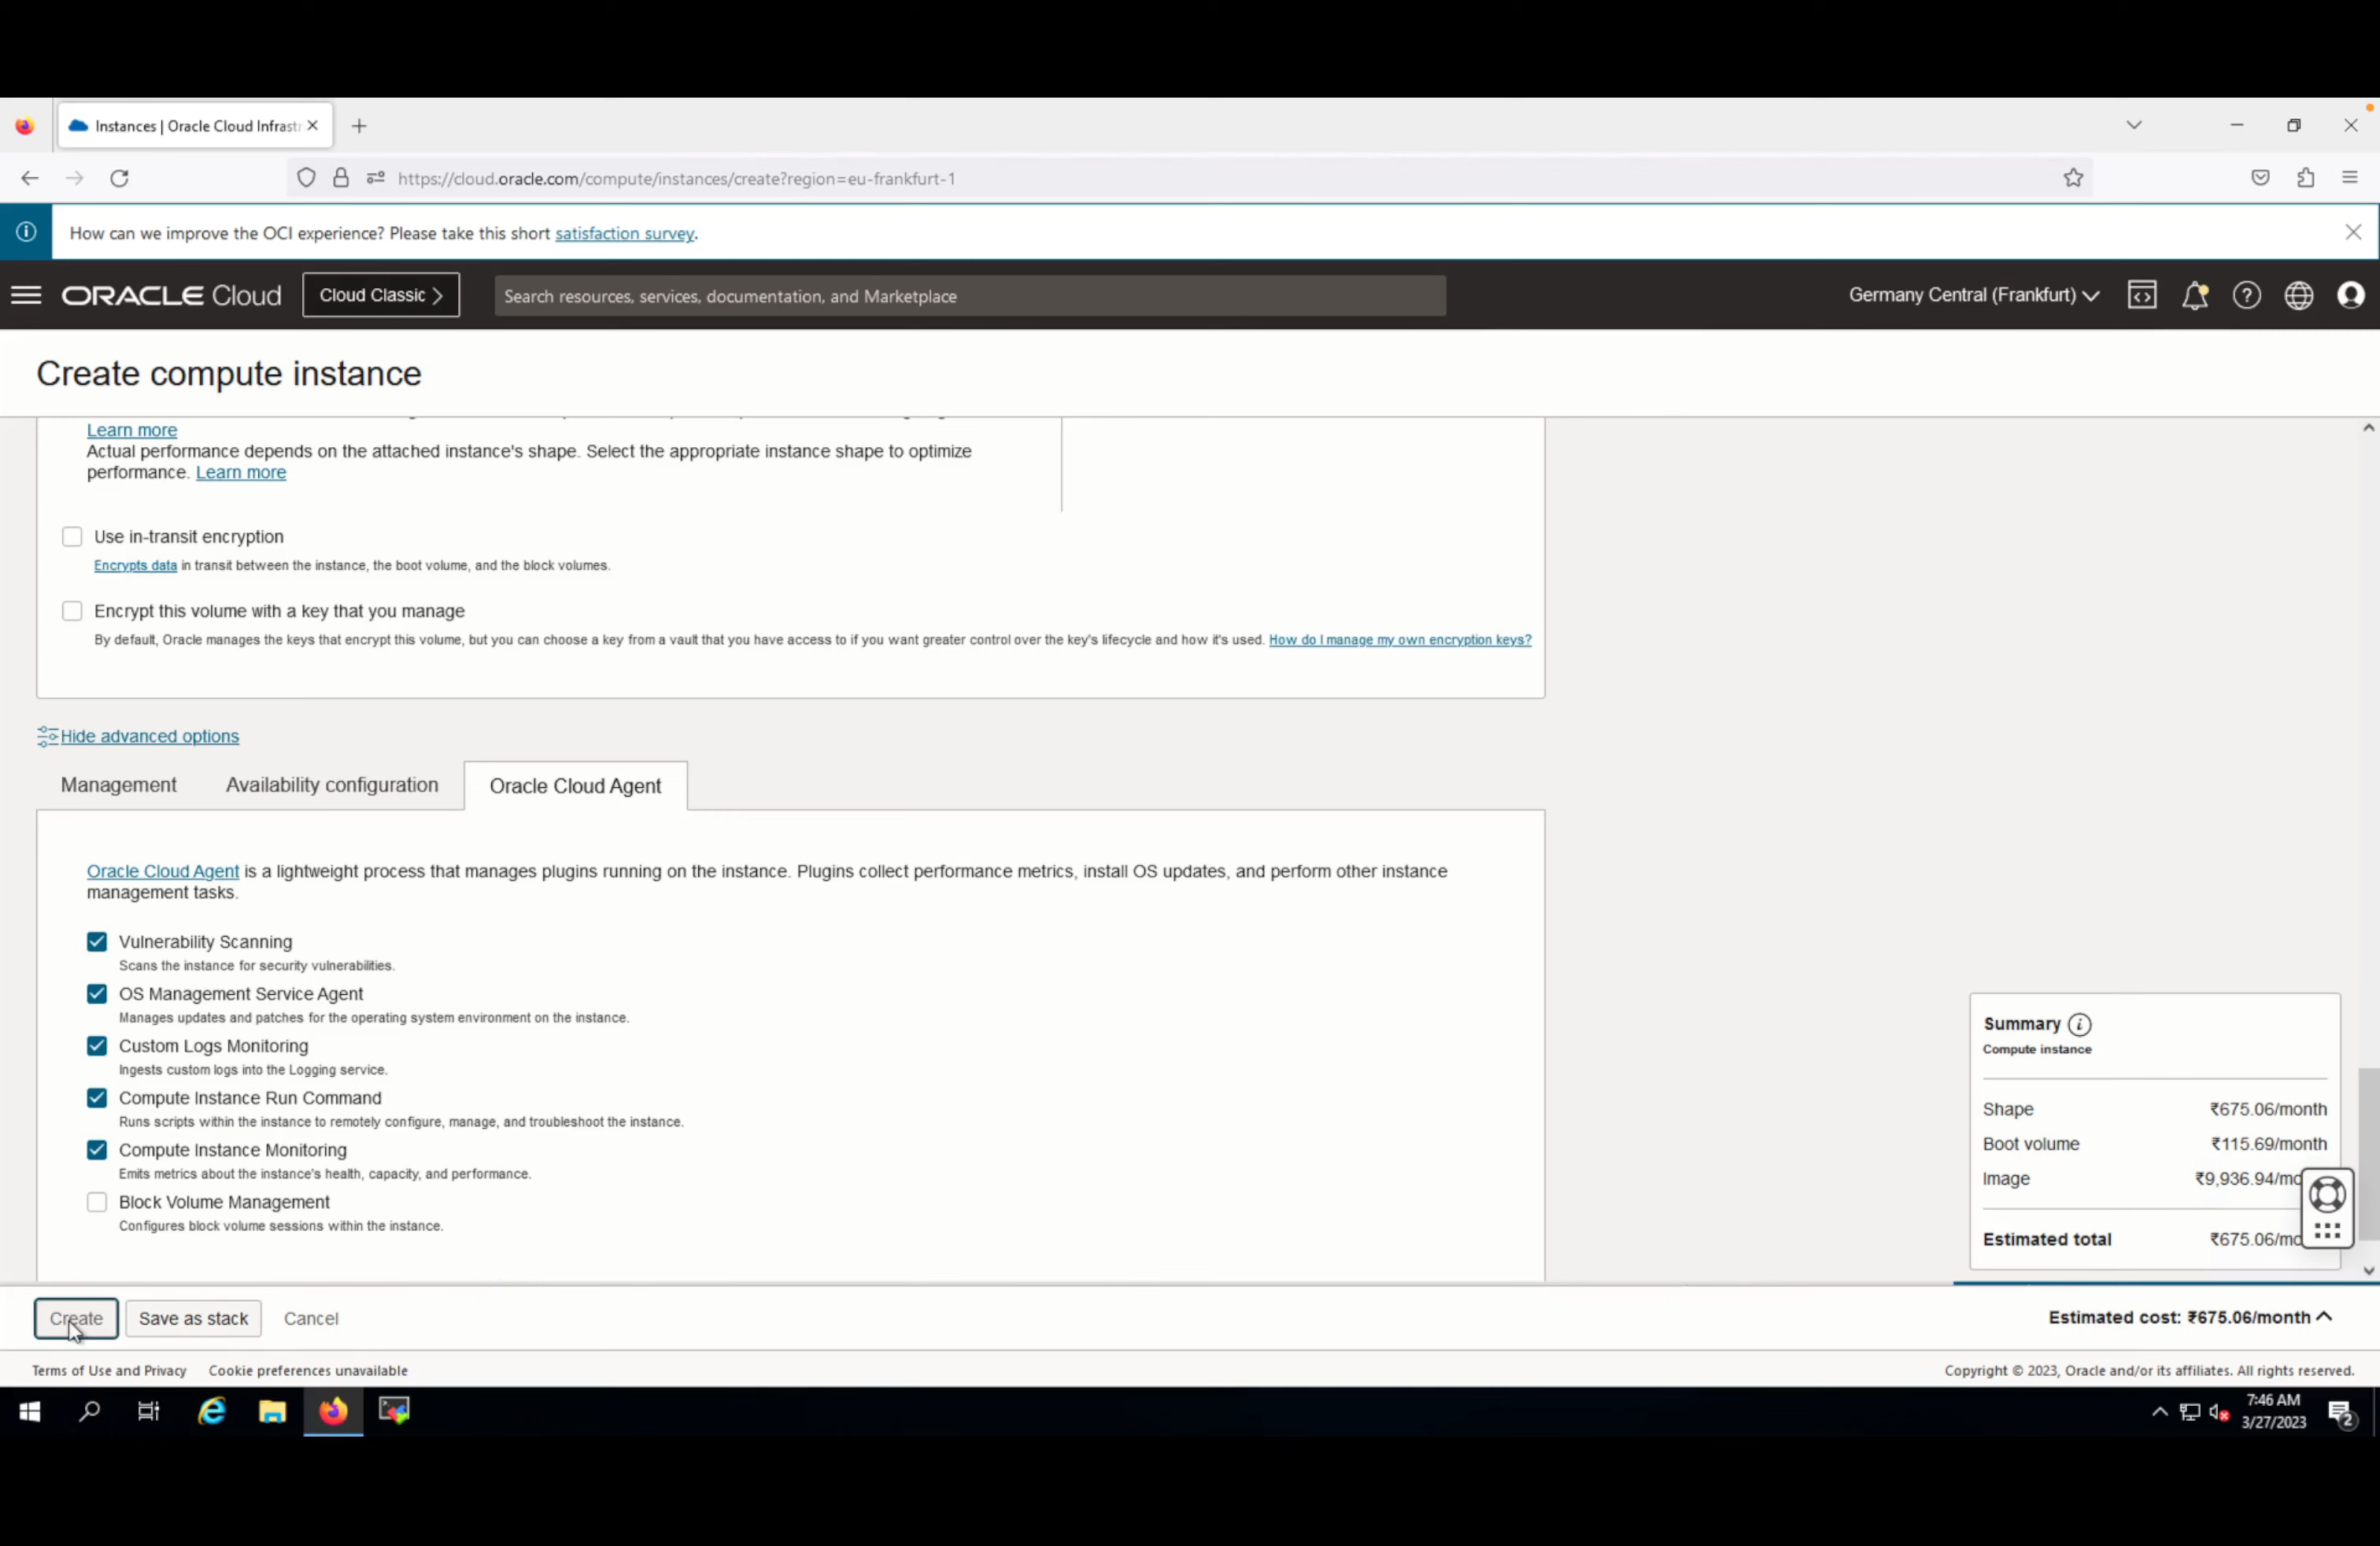 Instances | Oracle Cloud Infrastr
https://cloud.oracle.com/compute/instances/create?region=eu-frankfurt-1
How can we improve the OCI experience? Please take this short satisfaction survey.
ORACLE Cloud
Cloud Classic
Search resources, services, documentation, and Marketplace
Germany Central (Frankfurt)
Create compute instance
Learn more
Actual performance depends on the attached instance's shape. Select the appropriate instance shape to optimize
performance. Learn more
Use in-transit encryption
Encrypts data in transit between the instance, the boot volume, and the block volumes.
Encrypt this volume with a key that you manage
By default, Oracle manages the keys that encrypt this volume, but you can choose a key from a vault that you have access to if you want greater control over the key's lifecycle and how it's used. How do I manage my own encryption keys?
Hide advanced options
Management
Availability configuration
Oracle Cloud Agent
Oracle Cloud Agent is a lightweight process that manages plugins running on the instance. Plugins collect performance metrics, install OS updates, and perform other instance
management tasks.
Vulnerability Scanning
Scans the instance for security vulnerabilities.
OS Management Service Agent
Manages updates and patches for the operating system environment on the instance.
Custom Logs Monitoring
Ingests custom logs into the Logging service.
Compute Instance Run Command
Runs scripts within the instance to remotely configure, manage, and troubleshoot the instance.
Compute Instance Monitoring
Emits metrics about the instance's health, capacity, and performance.
Block Volume Management
Configures block volume sessions within the instance.
Summary
Compute instance
Shape ₹675.06/month
Boot volume ₹115.69/month
Image ₹9,936.94/mo
Estimated total ₹675.06/mo
Create
Save as stack
Cancel
Estimated cost: ₹675.06/month
Terms of Use and Privacy
Cookie preferences unavailable
Copyright © 2023, Oracle and/or its affiliates. All rights reserved.
7:46 AM
3/27/2023
2